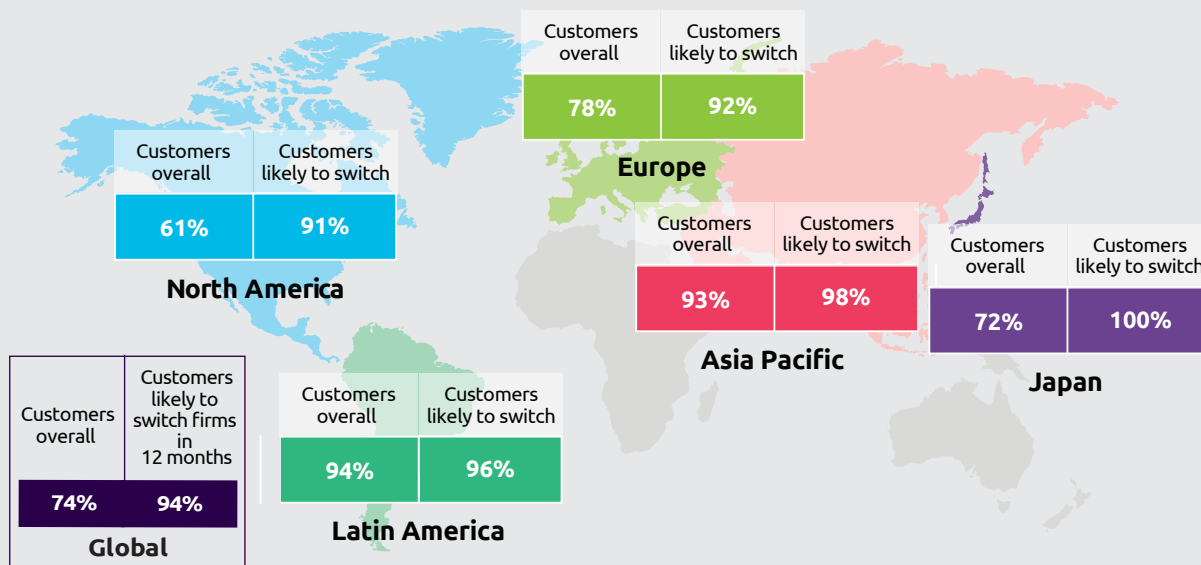 Customers overall
Customers likely to switch
78%
92%
Europe
Customers overall
Customers likely to switch
61%
91%
North America
Customers overall
Customers likely to switch
93%
98%
Asia Pacific
Customers overall
Customers likely to switch
72%
100%
Japan
Customers overall
Customers likely to switch firms in 12 months
74%
94%
Global
Customers overall
Customers likely to switch
94%
96%
Latin America